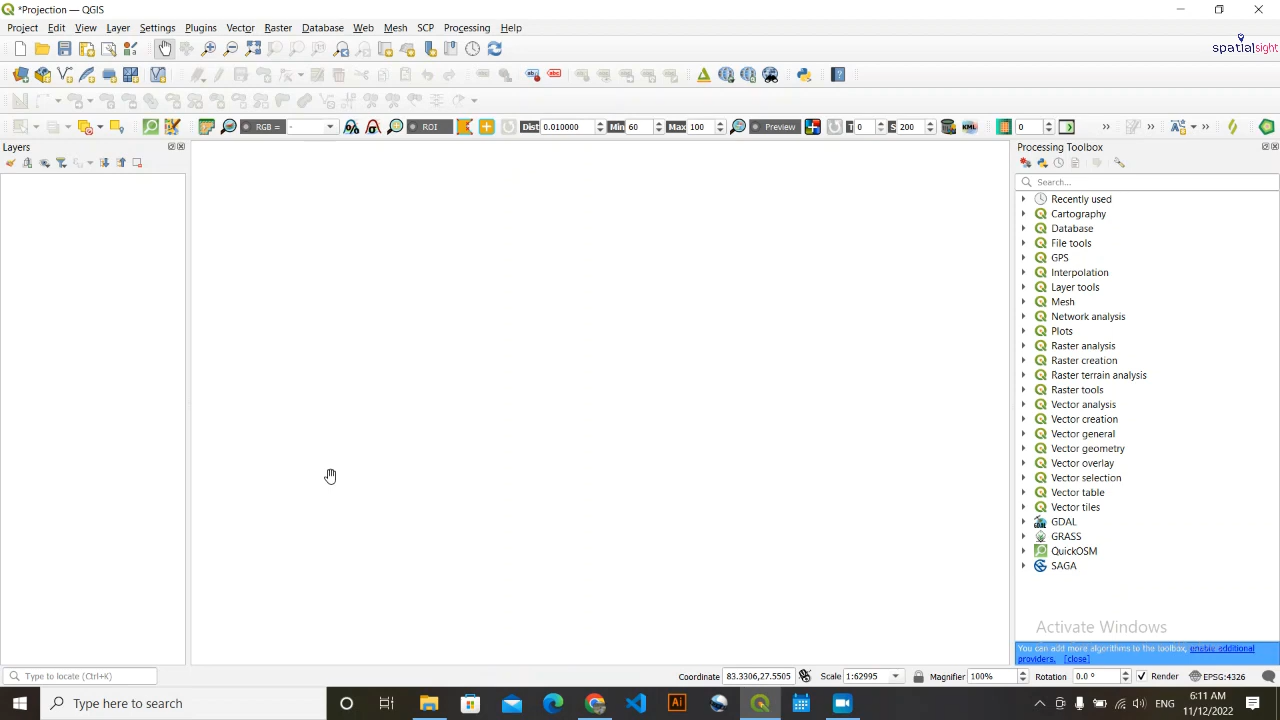 *Projection — QGIS
Project Edit View Layer Settings Plugins Vector Raster Database Web Mesh SCP Processing Help
spatialsight
RGB = - ROI Dist 0.010000 Min 60 Max 100 Preview T 0 S 200 KML 0
Layers
Processing Toolbox
Search...
Recently used
Cartography
Database
File tools
GPS
Interpolation
Layer tools
Mesh
Network analysis
Plots
Raster analysis
Raster creation
Raster terrain analysis
Raster tools
Vector analysis
Vector creation
Vector general
Vector geometry
Vector overlay
Vector selection
Vector table
Vector tiles
GDAL
GRASS
QuickOSM
SAGA
Activate Windows
You can add more algorithms to the toolbox, enable additional
providers. [close]
Type to locate (Ctrl+K) Coordinate 83.3306,27.5505 Scale 1:62995 Magnifier 100% Rotation 0.0 ° Render EPSG:4326
Type here to search
Ai
ENG
6:11 AM
11/12/2022